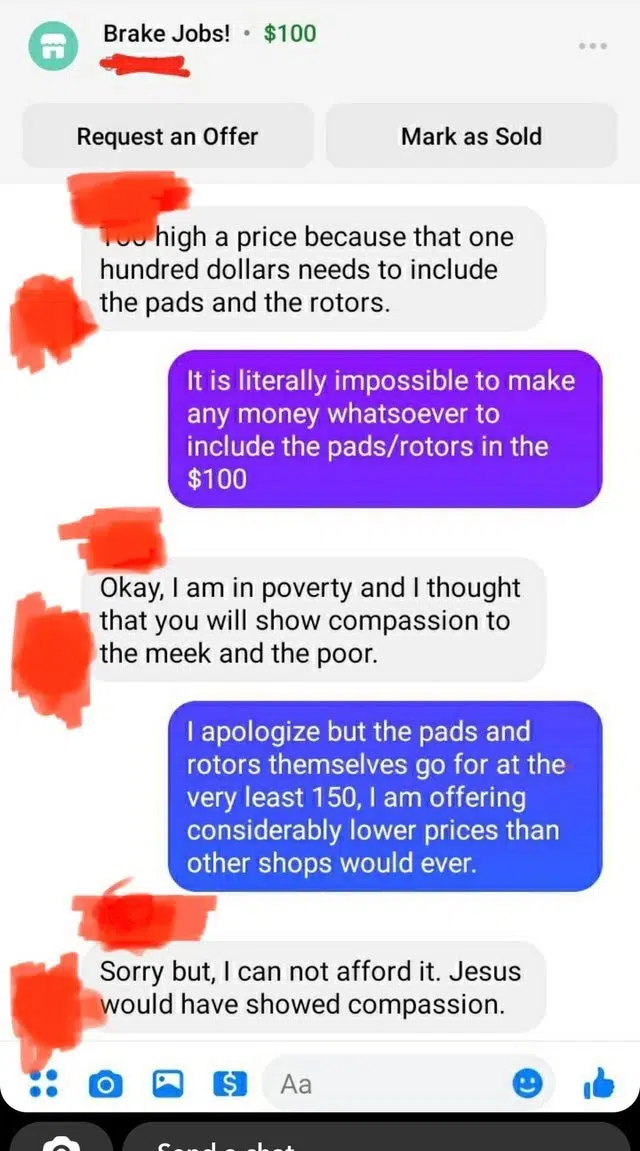 Brake Jobs! • $100
Request an Offer
Mark as Sold
Too high a price because that one
hundred dollars needs to include
the pads and the rotors.
It is literally impossible to make
any money whatsoever to
include the pads/rotors in the
$100
Okay, I am in poverty and I thought
that you will show compassion to
the meek and the poor.
I apologize but the pads and
rotors themselves go for at the
very least 150, I am offering
considerably lower prices than
other shops would ever.
Sorry but, I can not afford it. Jesus
would have showed compassion.
Aa
Send a chat